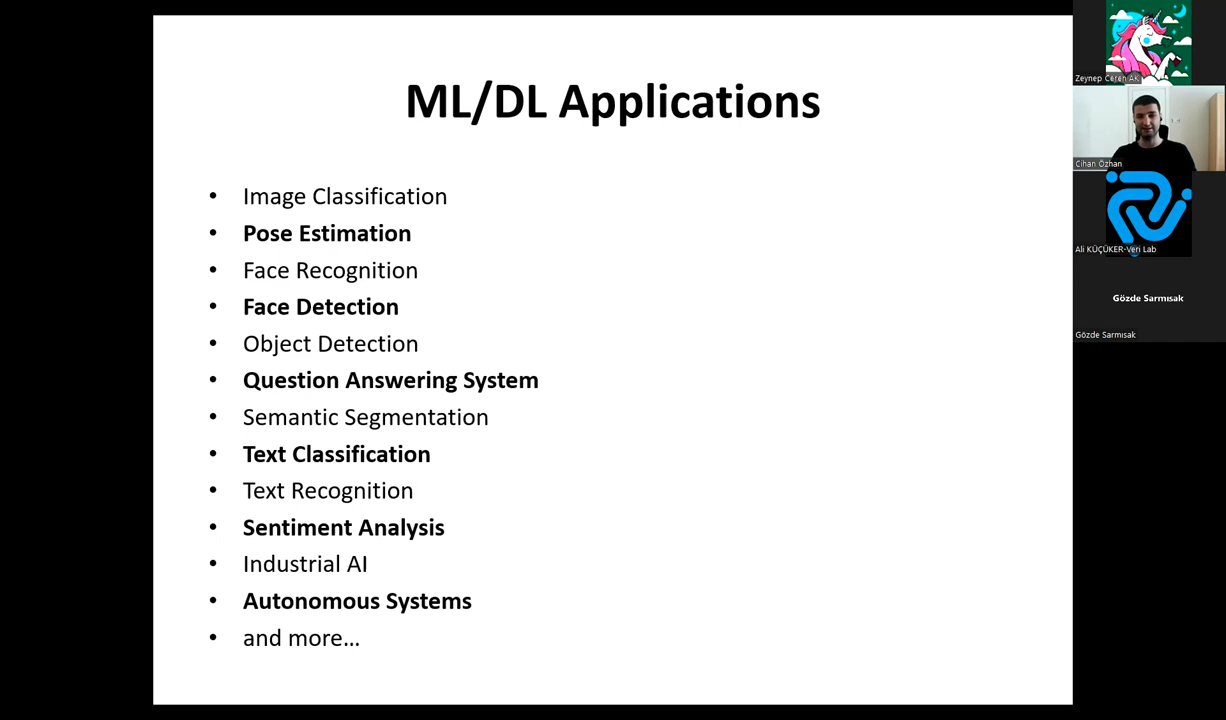 ML/DL Applications
• Image Classification
• Pose Estimation
• Face Recognition
• Face Detection
• Object Detection
• Question Answering System
• Semantic Segmentation
• Text Classification
• Text Recognition
• Sentiment Analysis
• Industrial AI
• Autonomous Systems
• and more...
Zeynep Ceren AK
Cihan Özhan
Ali KÜÇÜKER-Veri Lab
Gözde Sarmısak
Gözde Sarmısak